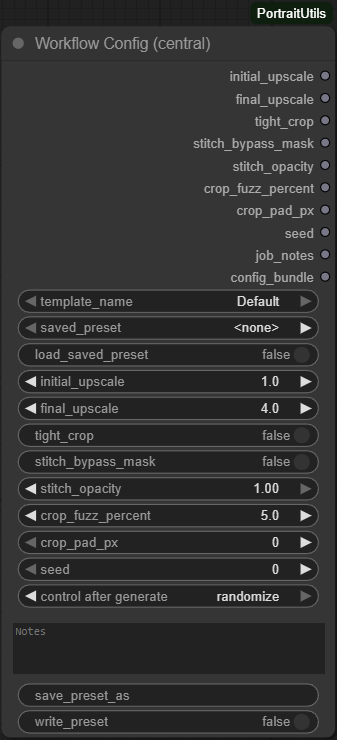 PortraitUtils
Workflow Config (central)
initial_upscale
final_upscale
tight_crop
stitch_bypass_mask
stitch_opacity
crop_fuzz_percent
crop_pad_px
seed
job_notes
config_bundle
template_name Default
saved_preset <none>
load_saved_preset false
initial_upscale 1.0
final_upscale 4.0
tight_crop false
stitch_bypass_mask false
stitch_opacity 1.00
crop_fuzz_percent 5.0
crop_pad_px 0
seed 0
control after generate randomize
Notes
save_preset_as
write_preset false